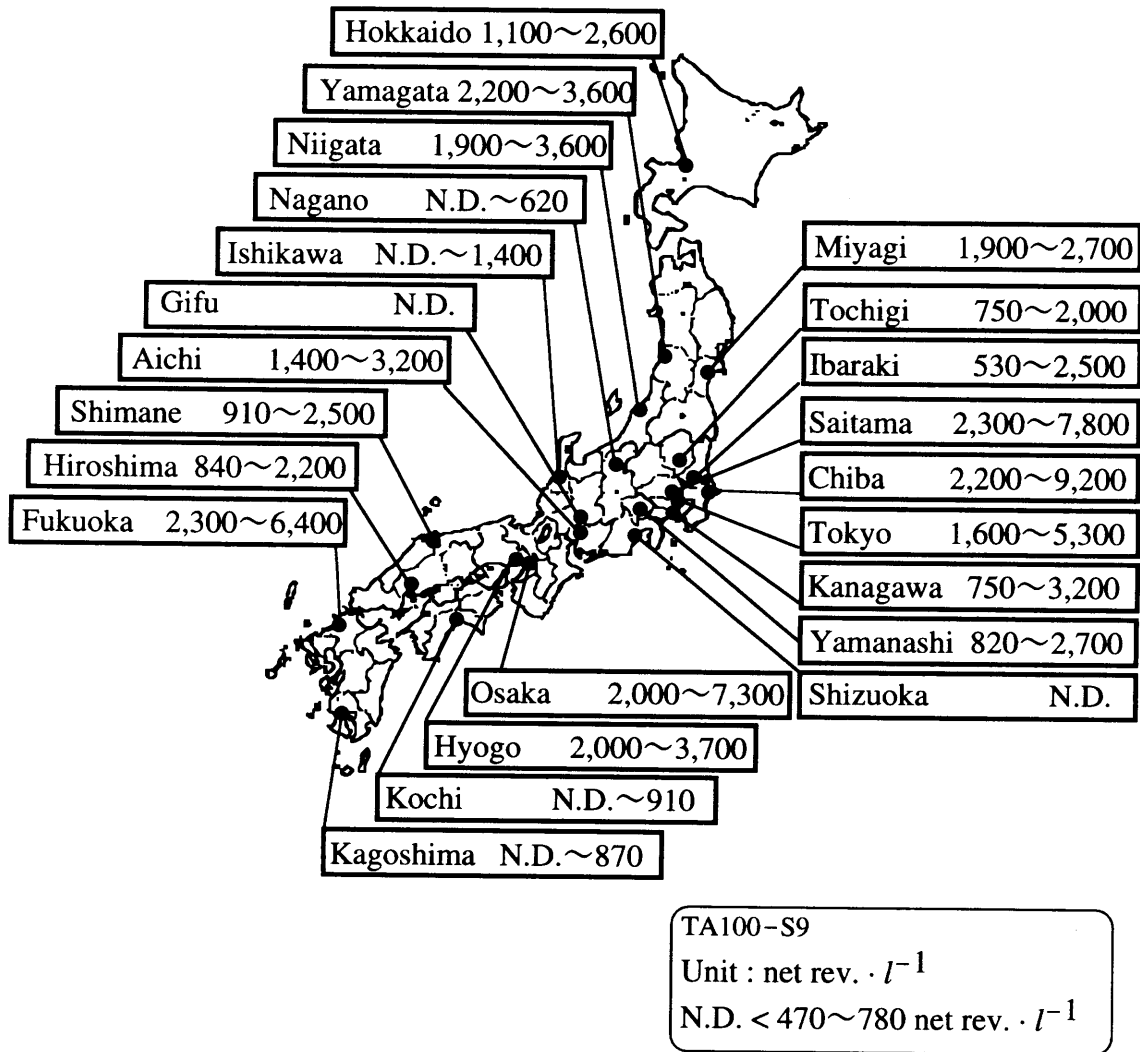 Hokkaido 1,100～2,600
Yamagata 2,200～3,600
Niigata 1,900～3,600
Nagano N.D.～620
Ishikawa N.D.～1,400
Gifu N.D.
Aichi 1,400～3,200
Shimane 910～2,500
Hiroshima 840～2,200
Fukuoka 2,300～6,400
Miyagi 1,900～2,700
Tochigi 750～2,000
Ibaraki 530～2,500
Saitama 2,300～7,800
Chiba 2,200～9,200
Tokyo 1,600～5,300
Kanagawa 750～3,200
Yamanashi 820～2,700
Shizuoka N.D.
Osaka 2,000～7,300
Hyogo 2,000～3,700
Kochi N.D.～910
Kagoshima N.D.～870
TA100-S9
Unit : net rev. · l⁻¹
N.D. < 470～780 net rev. · l⁻¹